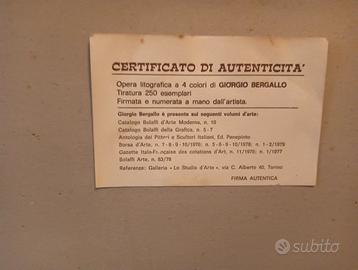 CERTIFICATO DI AUTENTICITA'
Opera litografica a 4 colori di GIORGIO BERGALLO
Tiratura 250 esemplari
Firmata e numerata a mano dall'artista.
Giorgio Bergallo è presente sui seguenti volumi d'arte:
Catalogo Bolaffi d'Arte Moderna, n. 10
Catalogo Bolaffi della Grafica, n. 5 - 7
Antologia dei Pittori e Scultori Italiani, Ed. Panepinto
Borsa d'Arte, n. 7 - 8 - 9 - 10/1976; n. 5 - 6 - 9 - 10/1978; n. 1 - 2/1979
Gazette Italo-Française des cotations d'Art, n. 11/1970; n. 1/1977
Bolaffi Arte, n. 83/78
Referenze: Galleria « Lo Studio d'Arte », via C. Alberto 40, Torino
FIRMA AUTENTICA
subito